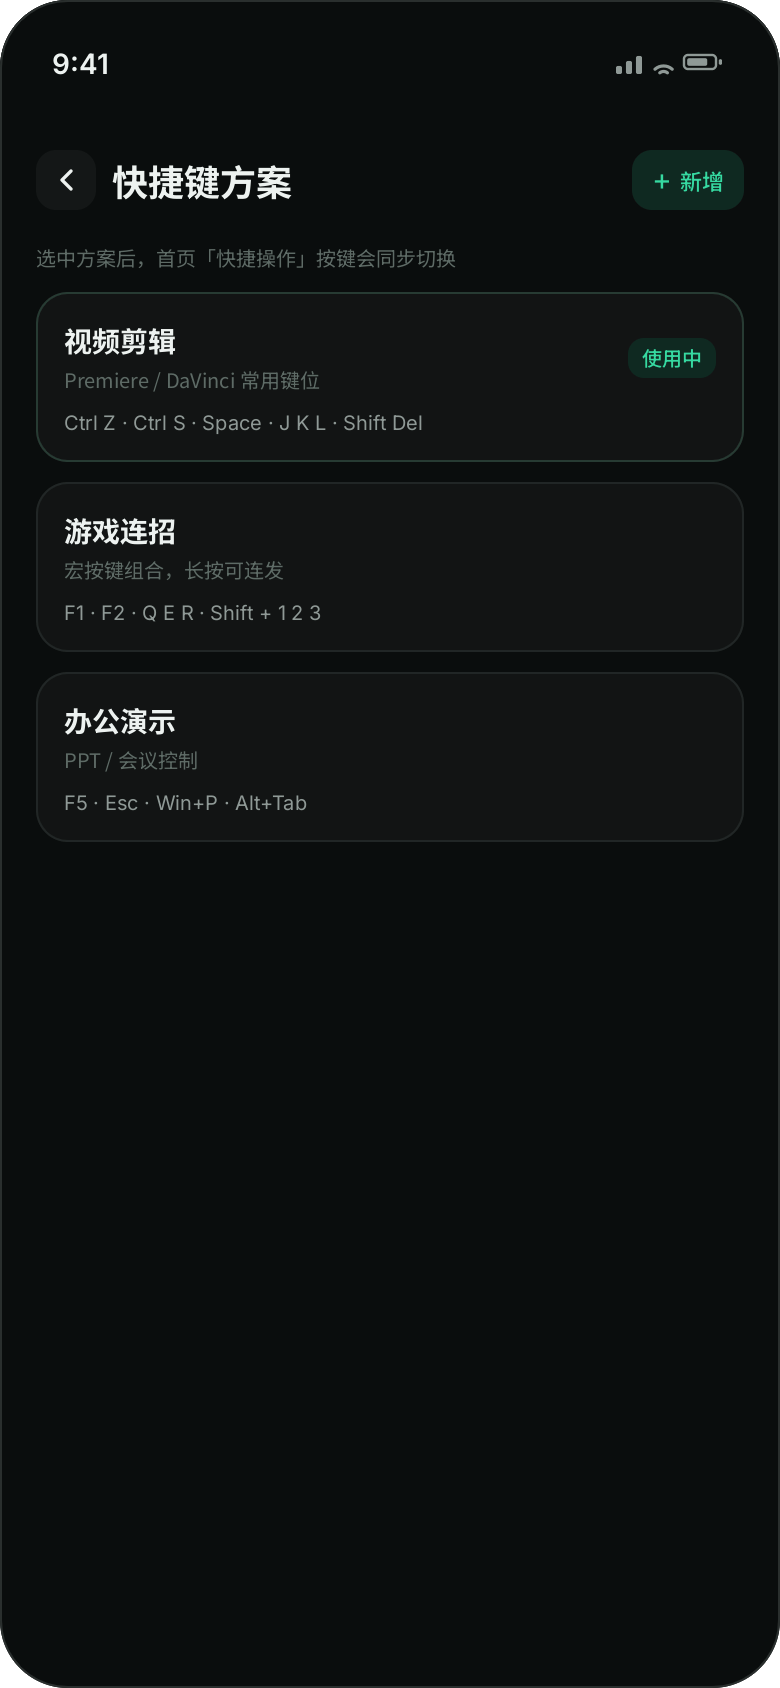 9:41
快捷键方案
+ 新增
选中方案后，首页「快捷操作」按键会同步切换
视频剪辑
使用中
Premiere / DaVinci 常用键位
Ctrl Z · Ctrl S · Space · J K L · Shift Del
游戏连招
宏按键组合，长按可连发
F1 · F2 · Q E R · Shift + 1 2 3
办公演示
PPT / 会议控制
F5 · Esc · Win+P · Alt+Tab